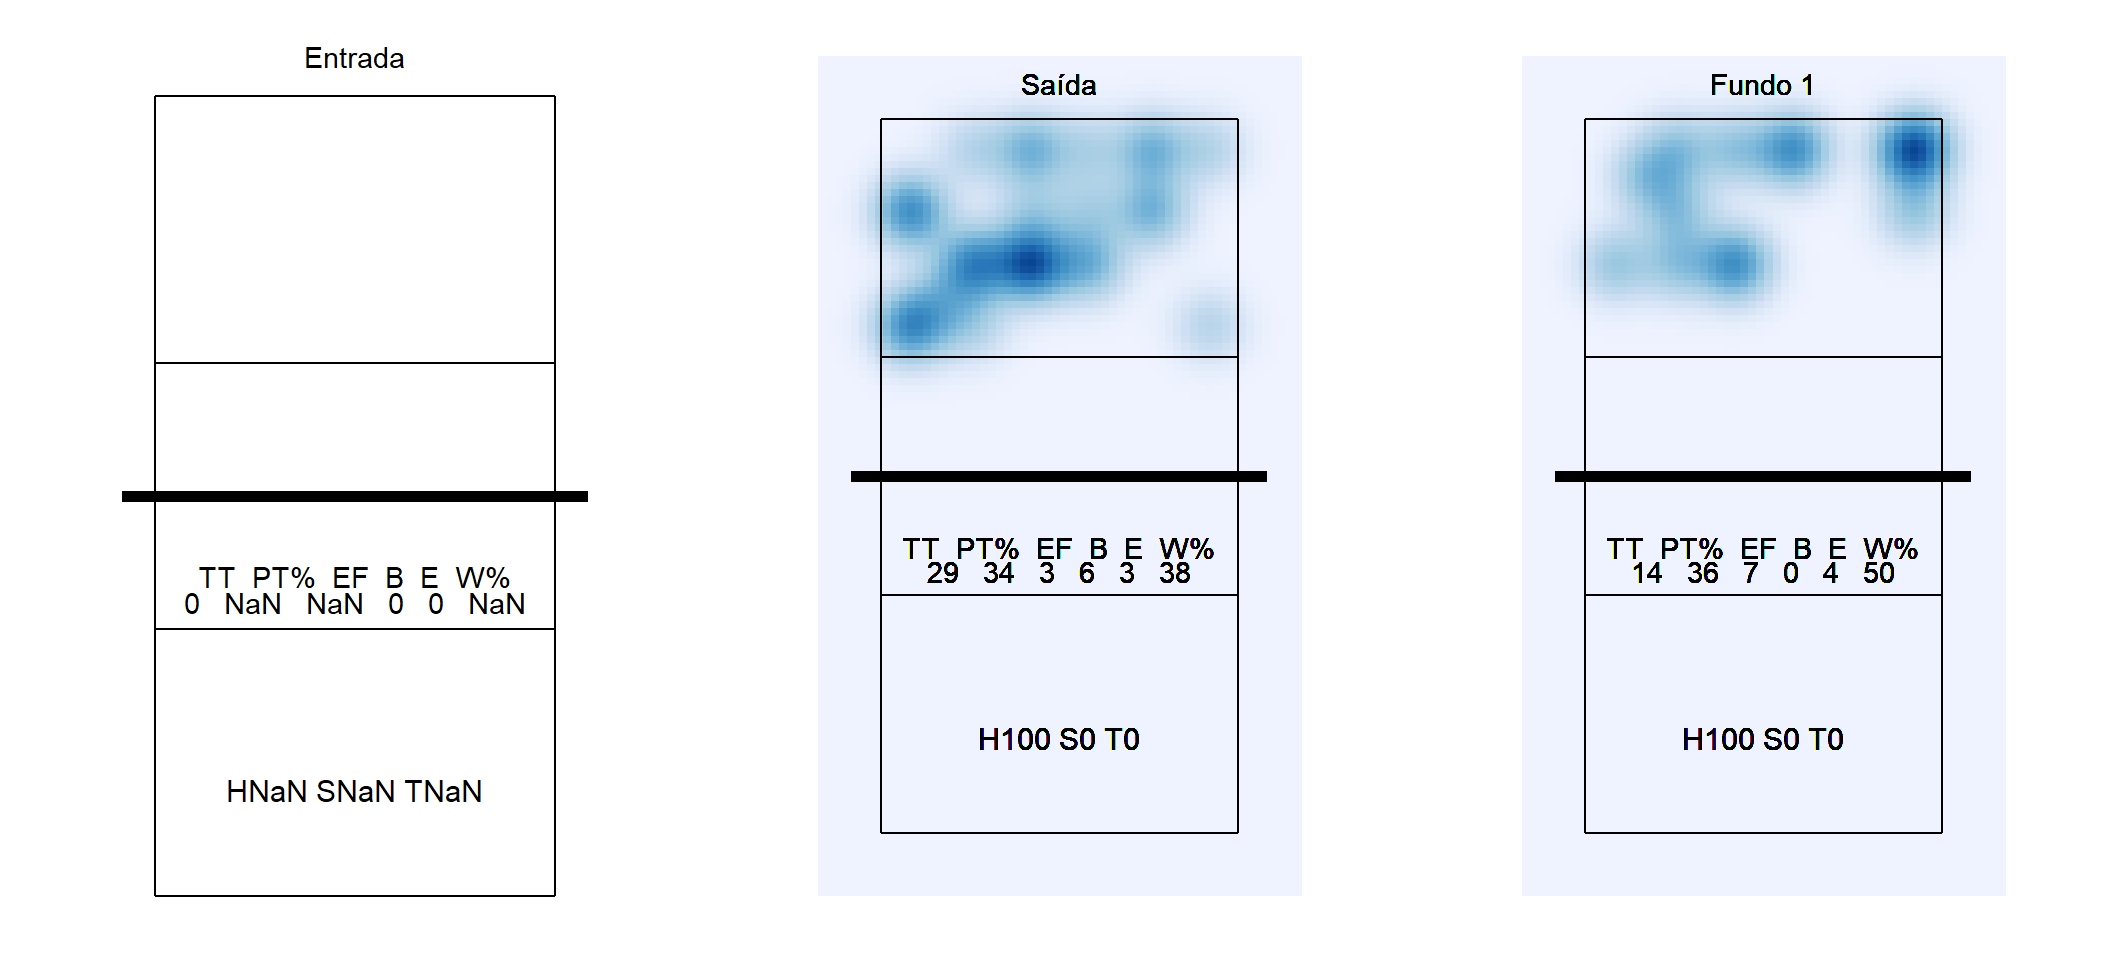 Entrada
TT PT% EF B E W%
0 NaN NaN 0 0 NaN
HNaN SNaN TNaN
Saída
TT PT% EF B E W%
29 34 3 6 3 38
H100 S0 T0
Fundo 1
TT PT% EF B E W%
14 36 7 0 4 50
H100 S0 T0